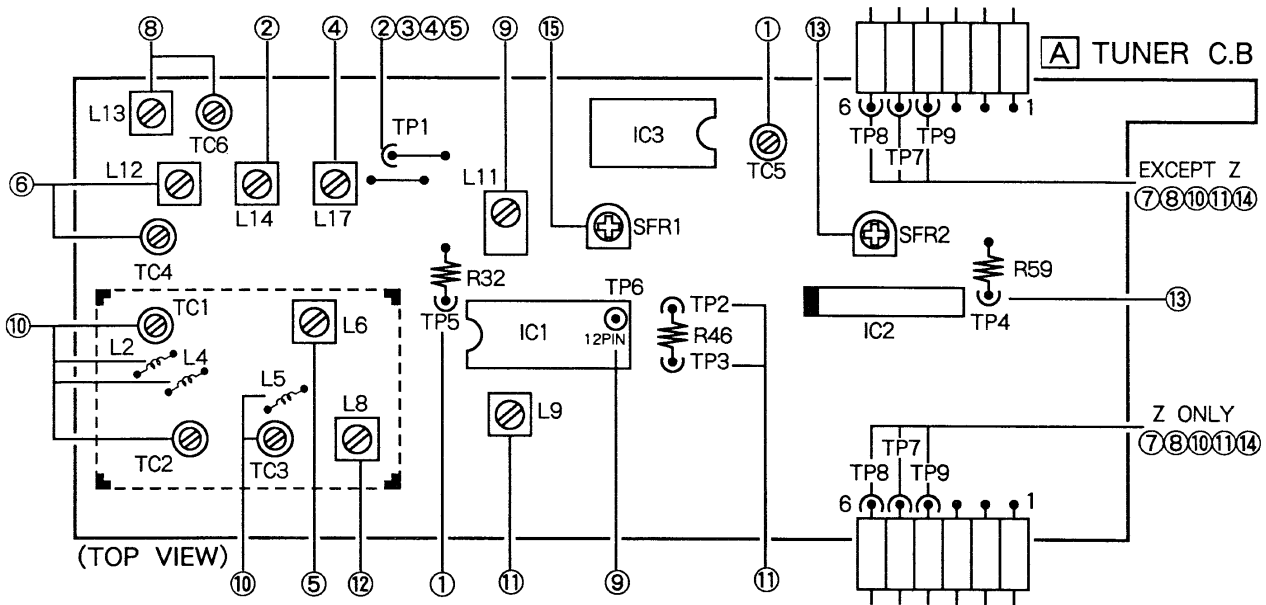 ⑧ ② ④ ②③④⑤ ⑨ ⑮ ① ⑬
A TUNER C.B
L13
TC6
TP1
IC3
TC5
6 1
TP8 TP9
TP7
EXCEPT Z
⑦⑧⑩⑪⑭
⑥
L12
L14
L17
L11
SFR1
SFR2
TC4
R32
R59
TP4
⑬
⑩
TC1
L2
L4
L6
L5
TP5
IC1
TP6
12PIN
TP2
R46
TP3
IC2
TC2
TC3
L8
L9
Z ONLY
⑦⑧⑩⑪⑭
TP7
TP8 TP9
6 1
(TOP VIEW)
⑩ ⑤ ⑫ ① ⑪ ⑨ ⑪